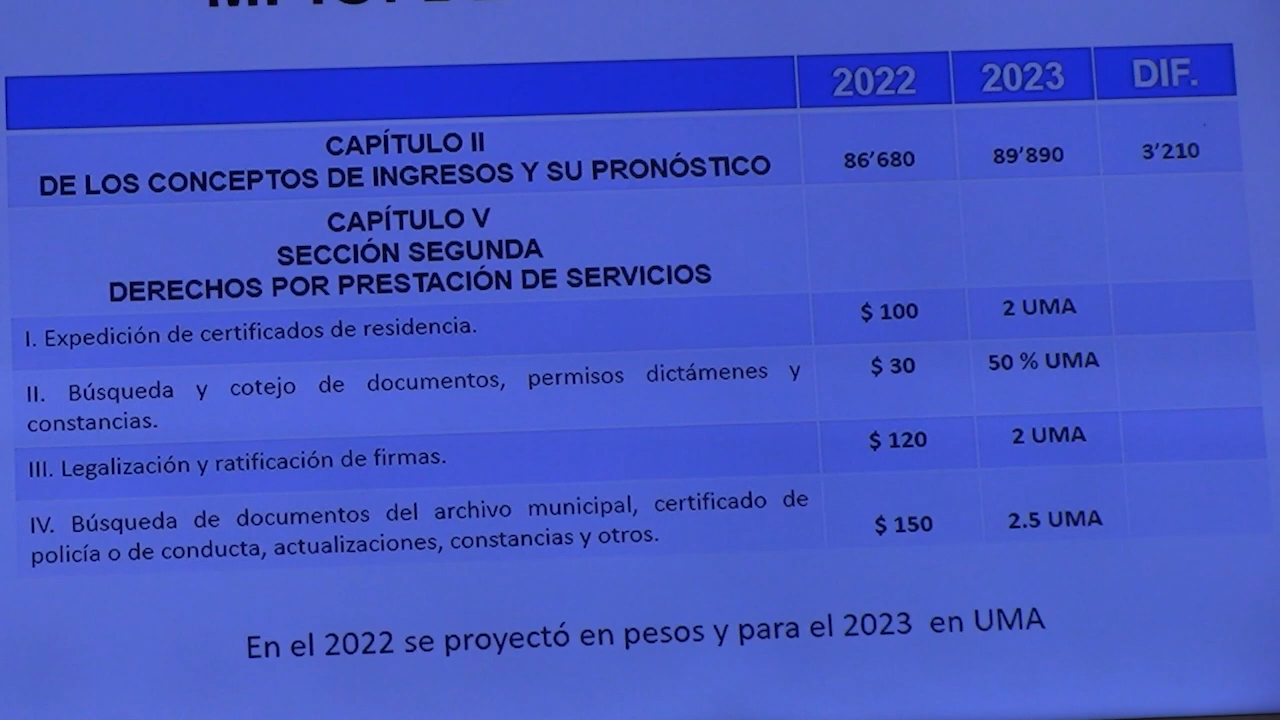 2022 2023 DIF.
CAPÍTULO II
DE LOS CONCEPTOS DE INGRESOS Y SU PRONÓSTICO 86'680 89'890 3'210
CAPÍTULO V
SECCIÓN SEGUNDA
DERECHOS POR PRESTACIÓN DE SERVICIOS
I. Expedición de certificados de residencia. $ 100 2 UMA
II. Búsqueda y cotejo de documentos, permisos dictámenes y
constancias. $ 30 50 % UMA
III. Legalización y ratificación de firmas. $ 120 2 UMA
IV. Búsqueda de documentos del archivo municipal, certificado de
policía o de conducta, actualizaciones, constancias y otros. $ 150 2.5 UMA
En el 2022 se proyectó en pesos y para el 2023 en UMA